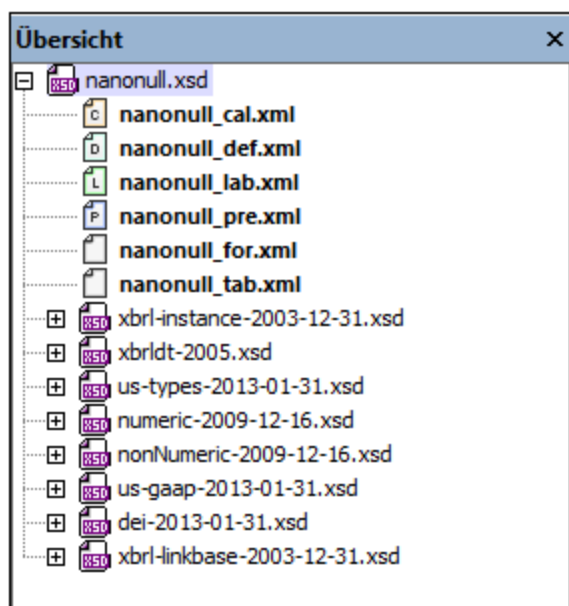 Übersicht
nanonull.xsd
nanonull_cal.xml
nanonull_def.xml
nanonull_lab.xml
nanonull_pre.xml
nanonull_for.xml
nanonull_tab.xml
xbrl-instance-2003-12-31.xsd
xbrldt-2005.xsd
us-types-2013-01-31.xsd
numeric-2009-12-16.xsd
nonNumeric-2009-12-16.xsd
us-gaap-2013-01-31.xsd
dei-2013-01-31.xsd
xbrl-linkbase-2003-12-31.xsd